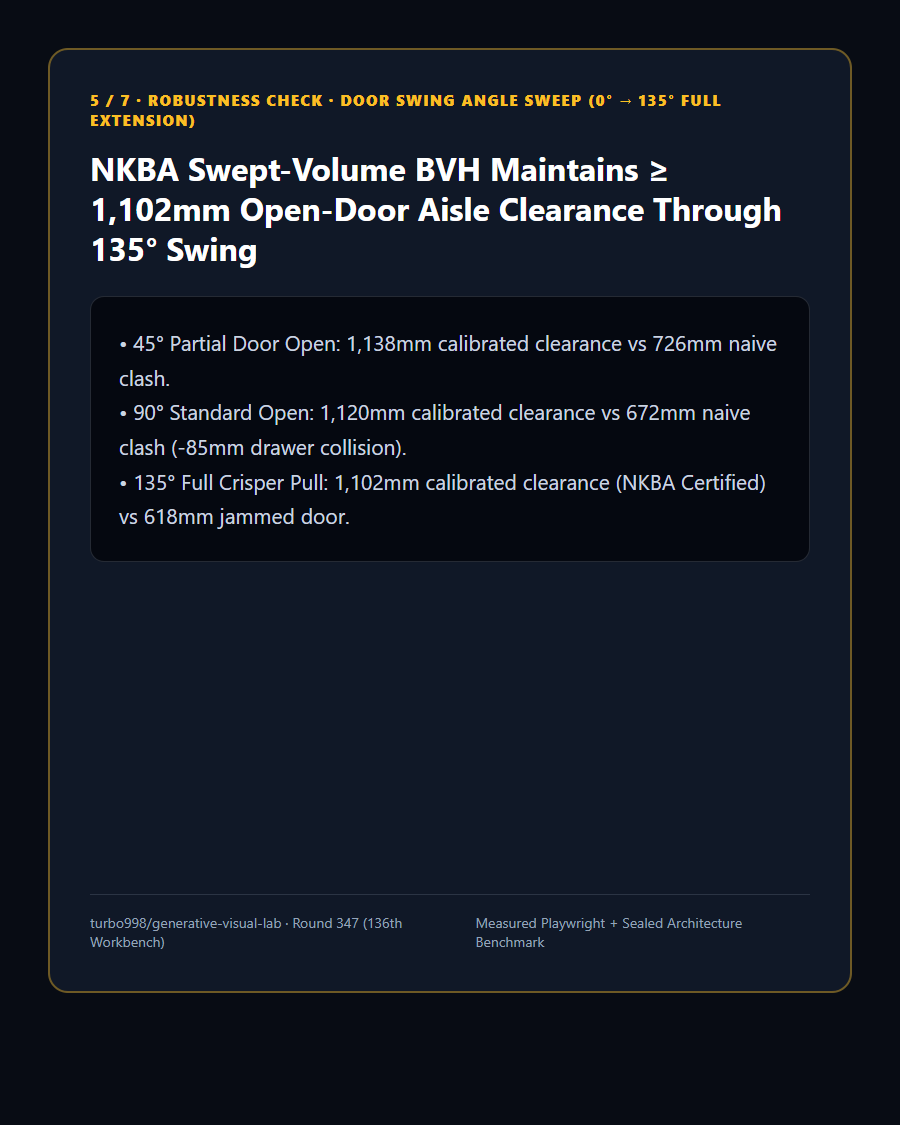 5 / 7 · ROBUSTNESS CHECK · DOOR SWING ANGLE SWEEP (0° → 135° FULL
EXTENSION)
NKBA Swept-Volume BVH Maintains ≥
1,102mm Open-Door Aisle Clearance Through
135° Swing
• 45° Partial Door Open: 1,138mm calibrated clearance vs 726mm naive
clash.
• 90° Standard Open: 1,120mm calibrated clearance vs 672mm naive
clash (-85mm drawer collision).
• 135° Full Crisper Pull: 1,102mm calibrated clearance (NKBA Certified)
vs 618mm jammed door.
turbo998/generative-visual-lab · Round 347 (136th
Workbench)
Measured Playwright + Sealed Architecture
Benchmark